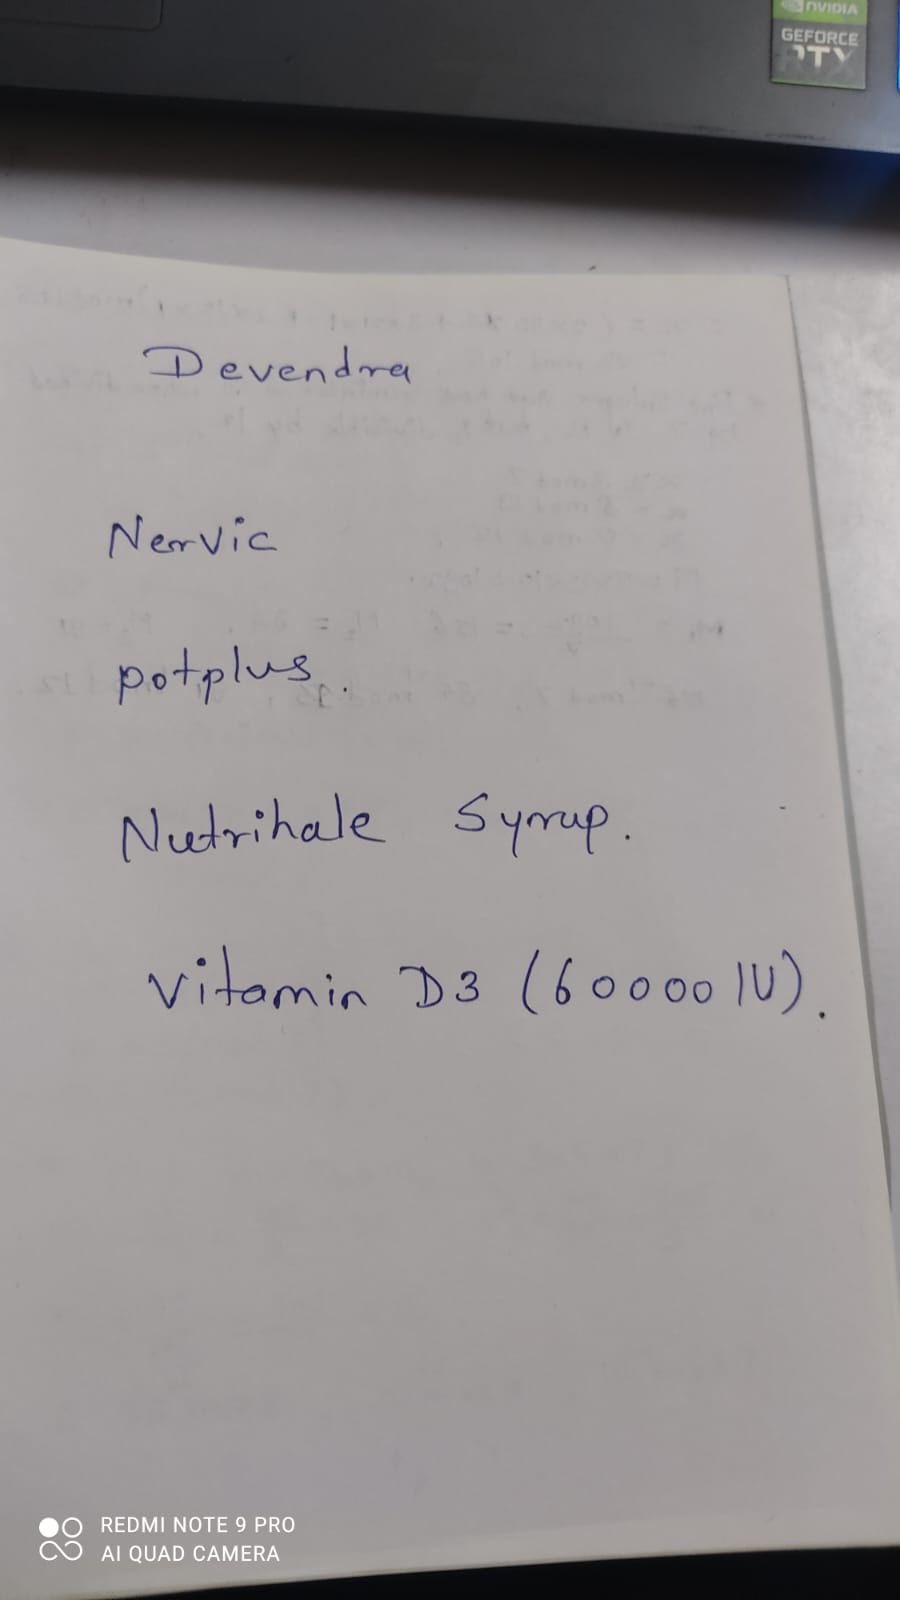 NVIDIA
GEFORCE
RTX
Devendra
Nervic
potplus.
Nutrihale Syrup.
Vitamin D3 (60000 IU).
REDMI NOTE 9 PRO
AI QUAD CAMERA